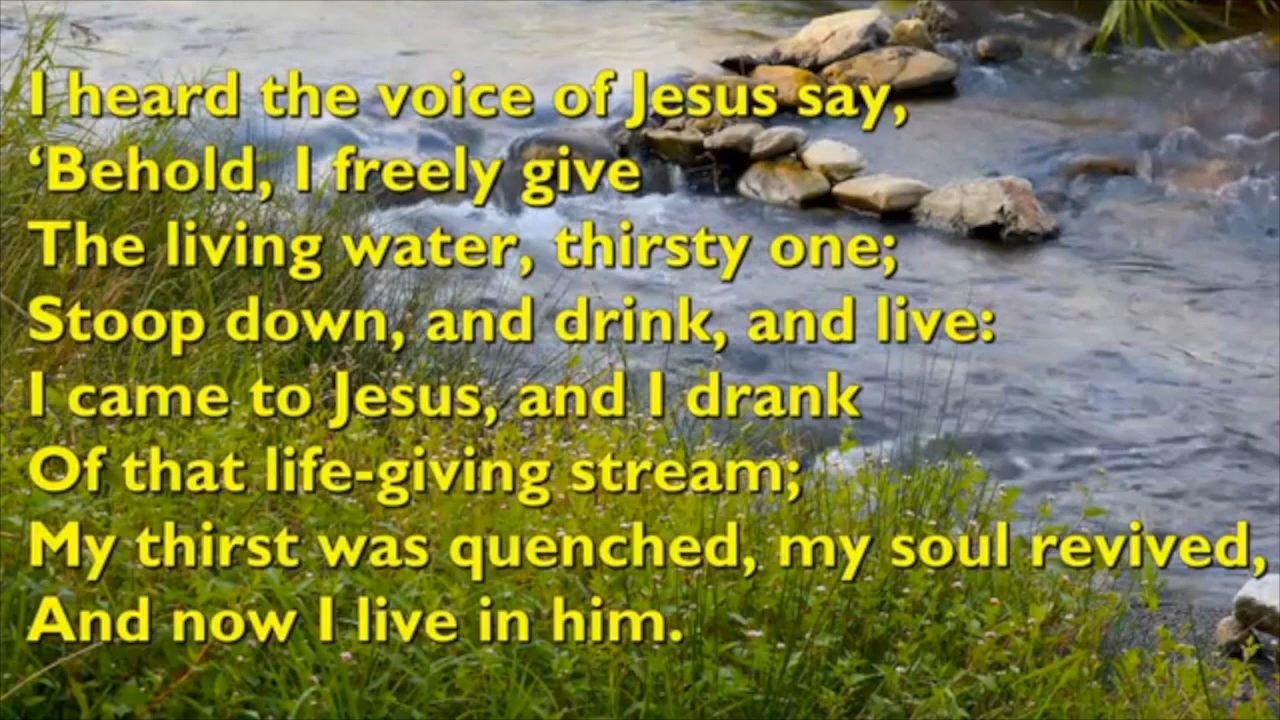 I heard the voice of Jesus say,
‘Behold, I freely give
The living water, thirsty one;
Stoop down, and drink, and live:
I came to Jesus, and I drank
Of that life-giving stream;
My thirst was quenched, my soul revived,
And now I live in him.